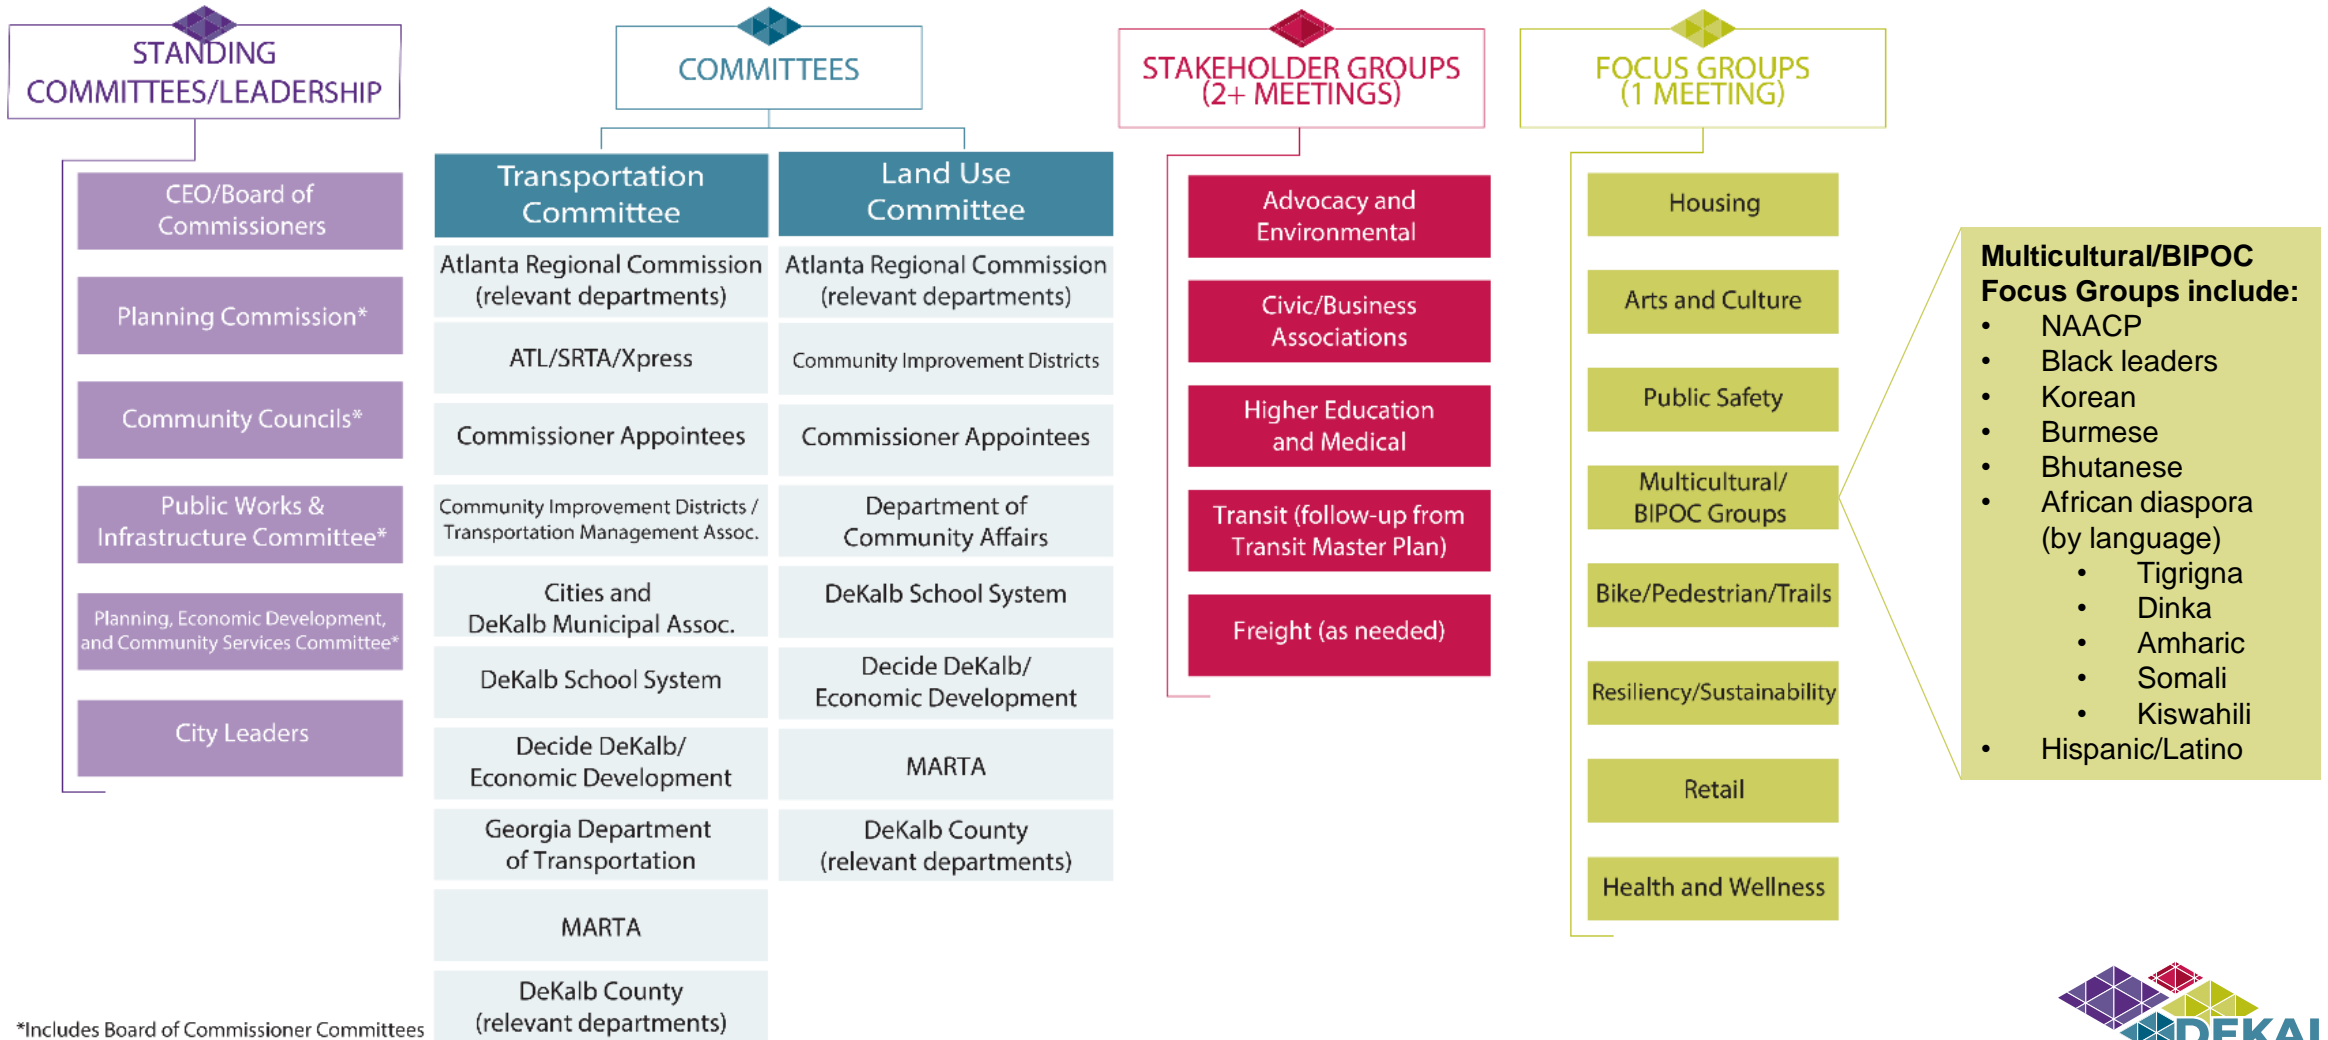 STANDING
COMMITTEES/LEADERSHIP
CEO/Board of
Commissioners
Planning Commission*
Community Councils*
Public Works &
Infrastructure Committee*
Planning, Economic Development,
and Community Services Committee*
City Leaders
*Includes Board of Commissioner Committees
COMMITTEES
Transportation
Committee
Atlanta Regional Commission
(relevant departments)
ATL/SRTA/Xpress
Commissioner Appointees
Community Improvement Districts /
Transportation Management Assoc.
Cities and
DeKalb Municipal Assoc.
DeKalb School System
Decide DeKalb/
Economic Development
Georgia Department
of Transportation
MARTA
DeKalb County
(relevant departments)
Land Use
Committee
Atlanta Regional Commission
(relevant departments)
Community Improvement Districts
Commissioner Appointees
Department of
Community Affairs
DeKalb School System
Decide DeKalb/
Economic Development
MARTA
DeKalb County
(relevant departments)
STAKEHOLDER GROUPS
(2+ MEETINGS)
Advocacy and
Environmental
Civic/Business
Associations
Higher Education
and Medical
Transit (follow-up from
Transit Master Plan)
Freight (as needed)
FOCUS GROUPS
(1 MEETING)
Housing
Arts and Culture
Public Safety
Multicultural/
BIPOC Groups
Bike/Pedestrian/Trails
Resiliency/Sustainability
Retail
Health and Wellness
Multicultural/BIPOC
Focus Groups include:
• NAACP
• Black leaders
• Korean
• Burmese
• Bhutanese
• African diaspora
(by language)
• Tigrigna
• Dinka
• Amharic
• Somali
• Kiswahili
• Hispanic/Latino